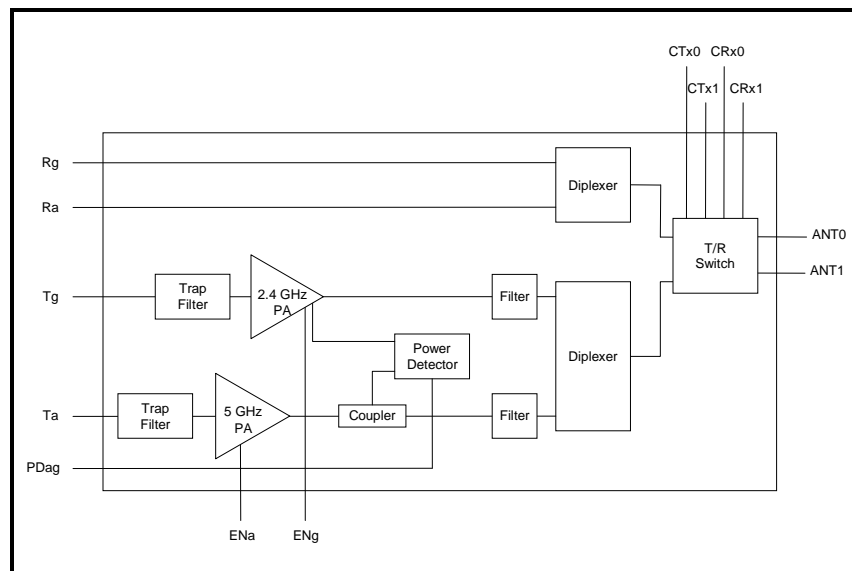 CTx0 CRx0
CTx1 CRx1
Rg
Diplexer
Ra
ANT0
T/R
Switch
ANT1
Trap
Filter
2.4 GHz
PA
Filter
Tg
Power
Detector
Diplexer
Trap
Filter
5 GHz
PA
Coupler
Filter
Ta
PDag
ENa ENg